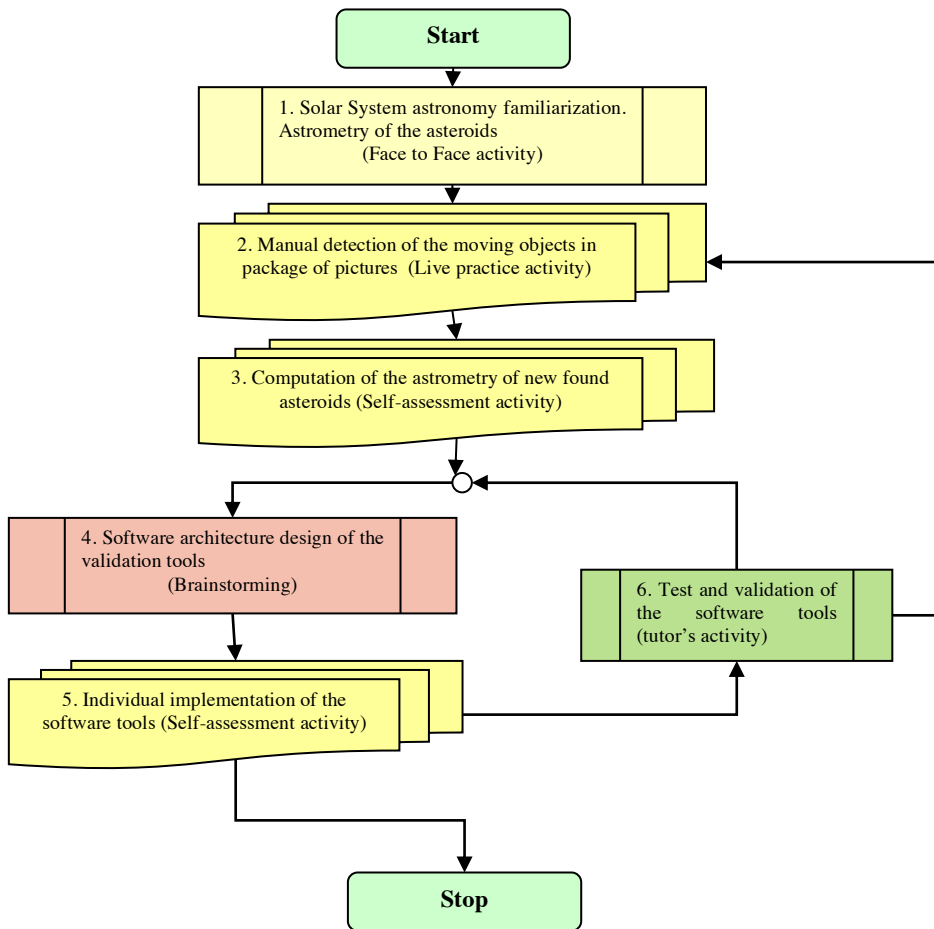 Start
1. Solar System astronomy familiarization.
Astrometry of the asteroids
(Face to Face activity)
2. Manual detection of the moving objects in
package of pictures (Live practice activity)
3. Computation of the astrometry of new found
asteroids (Self-assessment activity)
4. Software architecture design of the
validation tools
(Brainstorming)
5. Individual implementation of the
software tools (Self-assessment activity)
6. Test and validation of
the software tools
(tutor's activity)
Stop